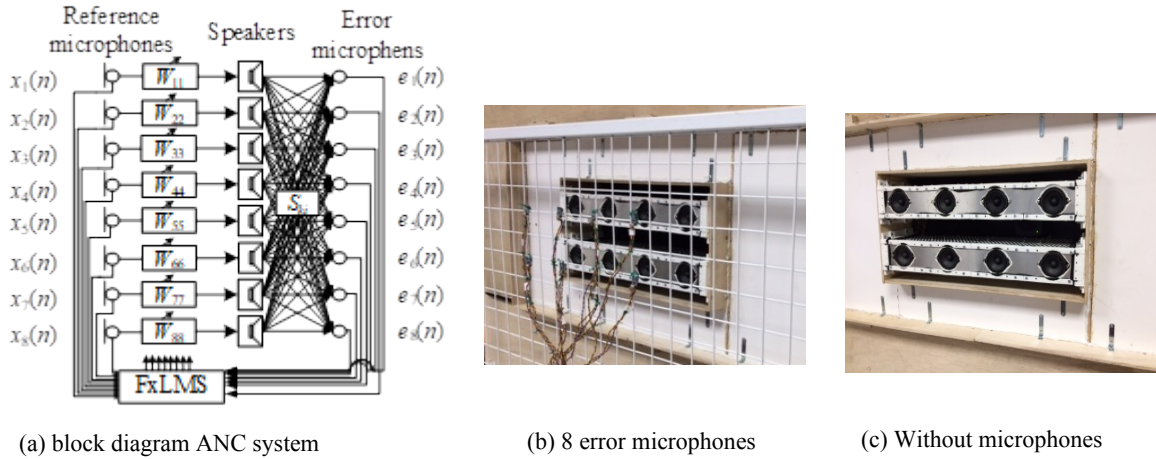 Reference
microphones
Speakers
Error
microphens
x₁(n) W₁₁ e₁(n)
x₂(n) W₂₂ e₂(n)
x₃(n) W₃₃ e₃(n)
x₄(n) W₄₄ e₄(n)
x₅(n) W₅₅ e₅(n)
x₆(n) W₆₆ e₆(n)
x₇(n) W₇₇ e₇(n)
x₈(n) W₈₈ e₈(n)
FxLMS
(a) block diagram ANC system
(b) 8 error microphones
(c) Without microphones